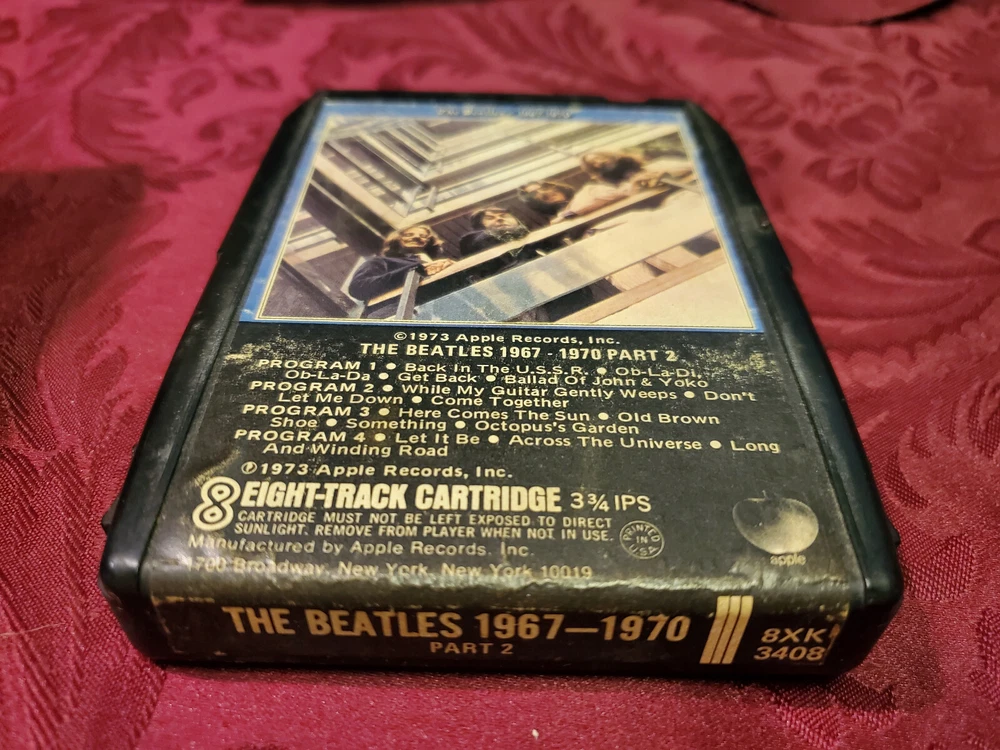 ©1973 Apple Records, Inc.
THE BEATLES 1967 - 1970 PART 2
PROGRAM 1 ● Back In The U.S.S.R. ● Ob-La-Di,
Ob-La-Da ● Get Back ● Ballad Of John & Yoko
PROGRAM 2 ● While My Guitar Gently Weeps ● Don't
Let Me Down ● Come Together
PROGRAM 3 ● Here Comes The Sun ● Old Brown
Shoe ● Something ● Octopus's Garden
PROGRAM 4 ● Let It Be ● Across The Universe ● Long
And Winding Road
℗1973 Apple Records, Inc.
8 EIGHT-TRACK CARTRIDGE 3¾ IPS
CARTRIDGE MUST NOT BE LEFT EXPOSED TO DIRECT
SUNLIGHT. REMOVE FROM PLAYER WHEN NOT IN USE.
PRINTED
IN
USA
apple
Manufactured by Apple Records. Inc.
1700 Broadway, New York, New York 10019
THE BEATLES 1967—1970
PART 2
8XK
3408